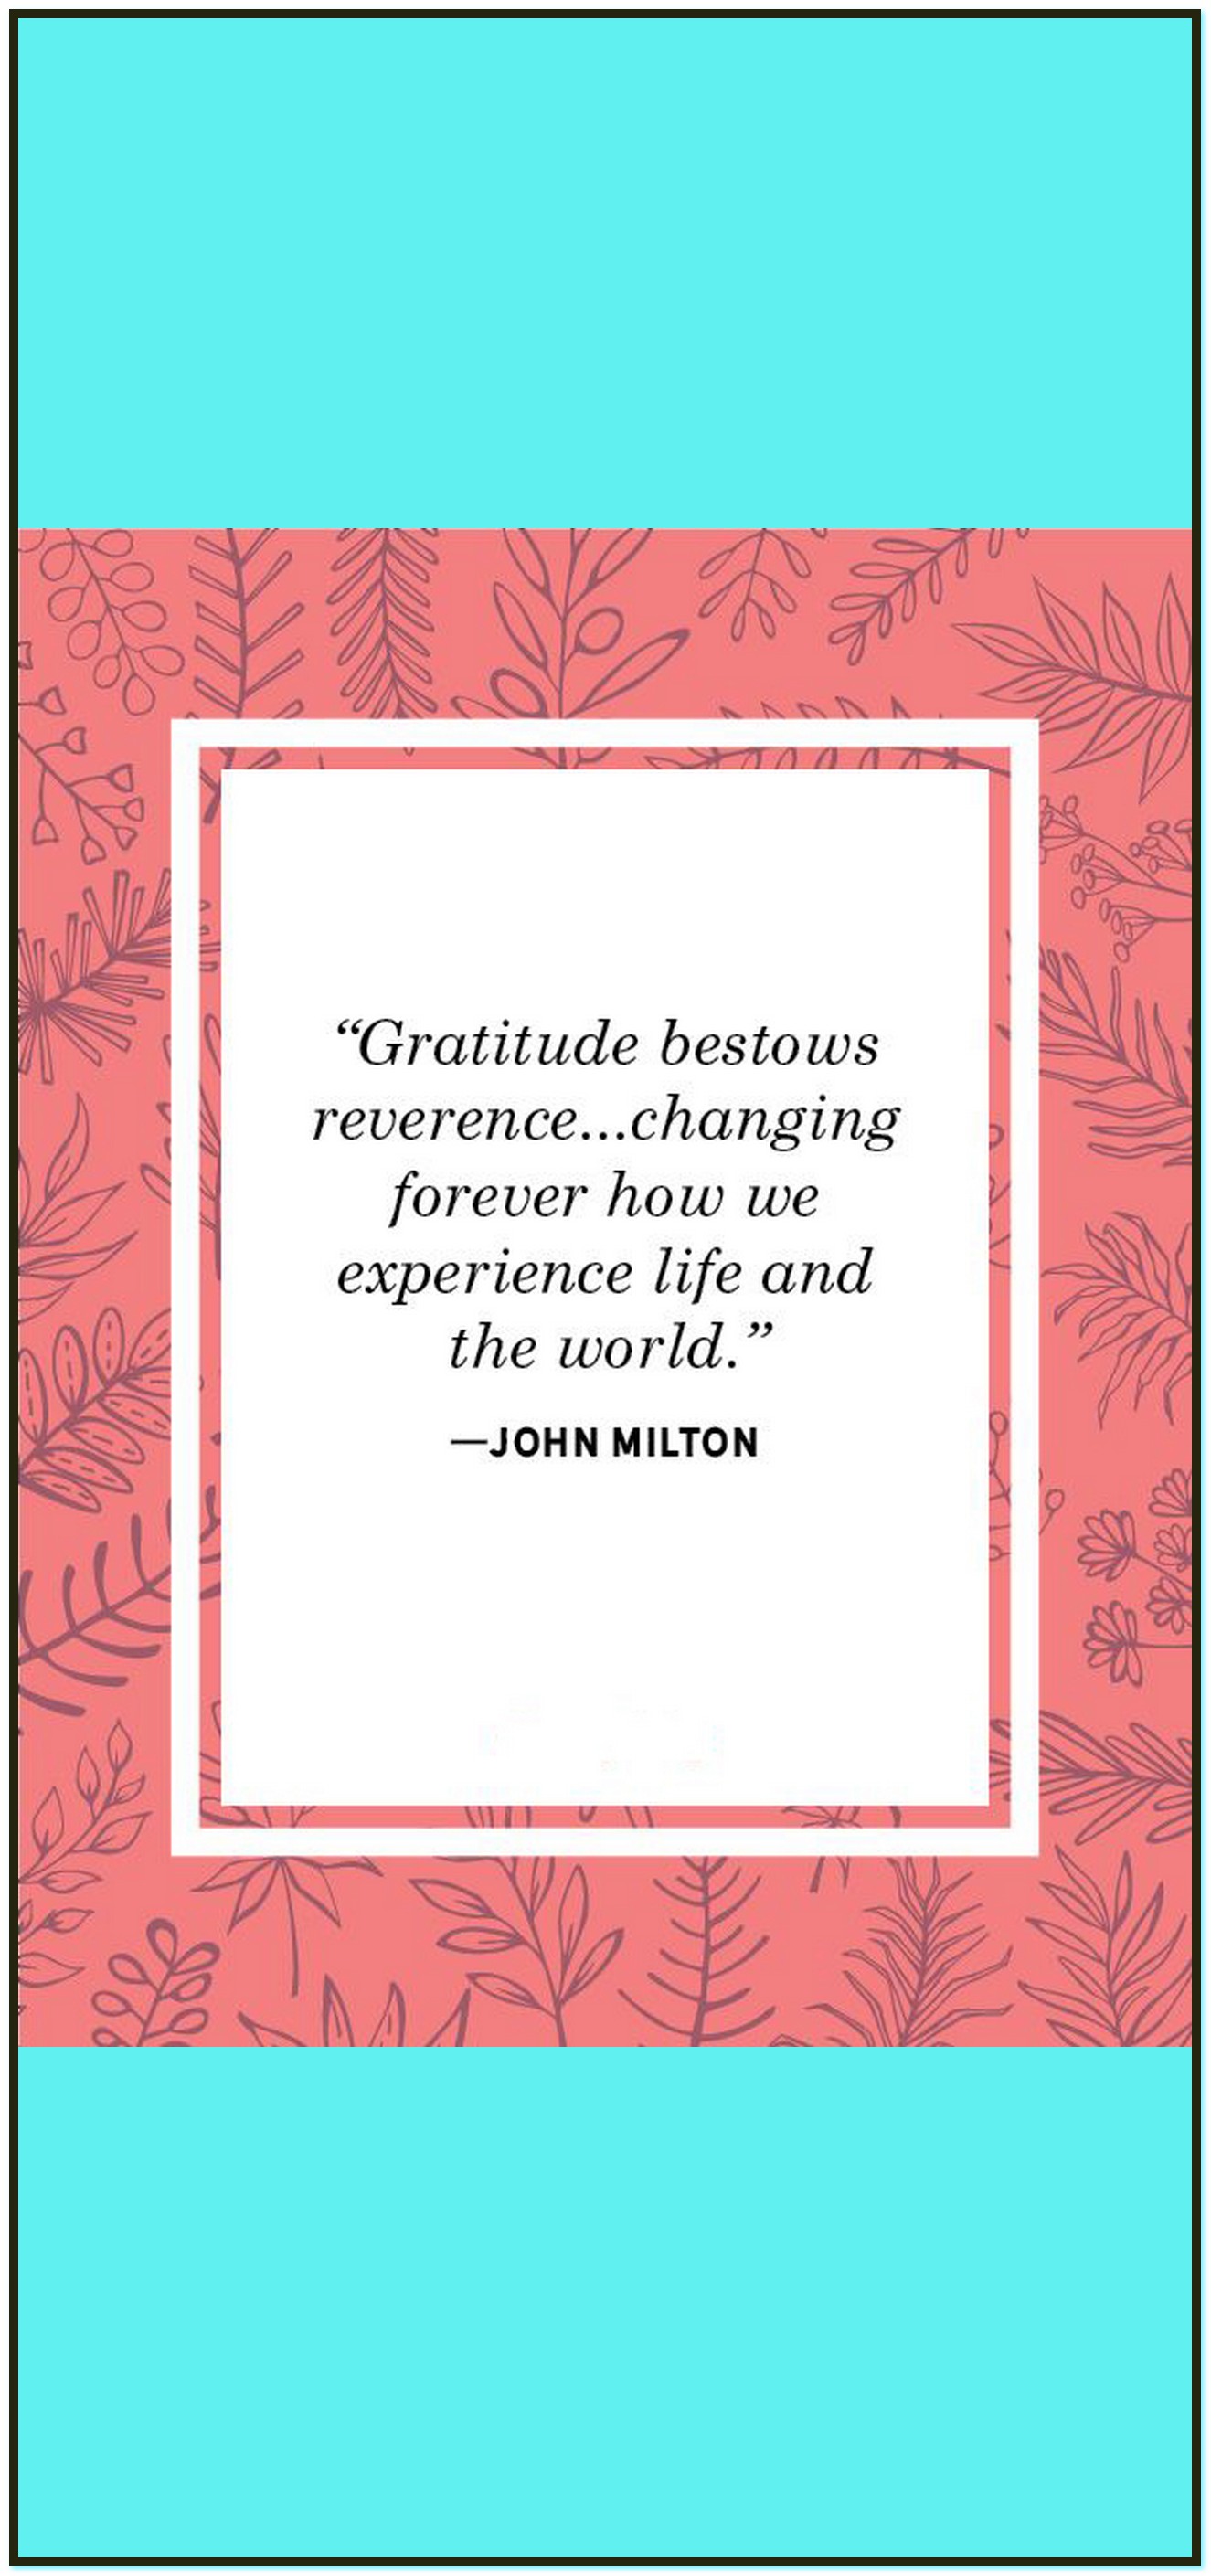 “Gratitude bestows
reverence...changing
forever how we
experience life and
the world.”
—JOHN MILTON